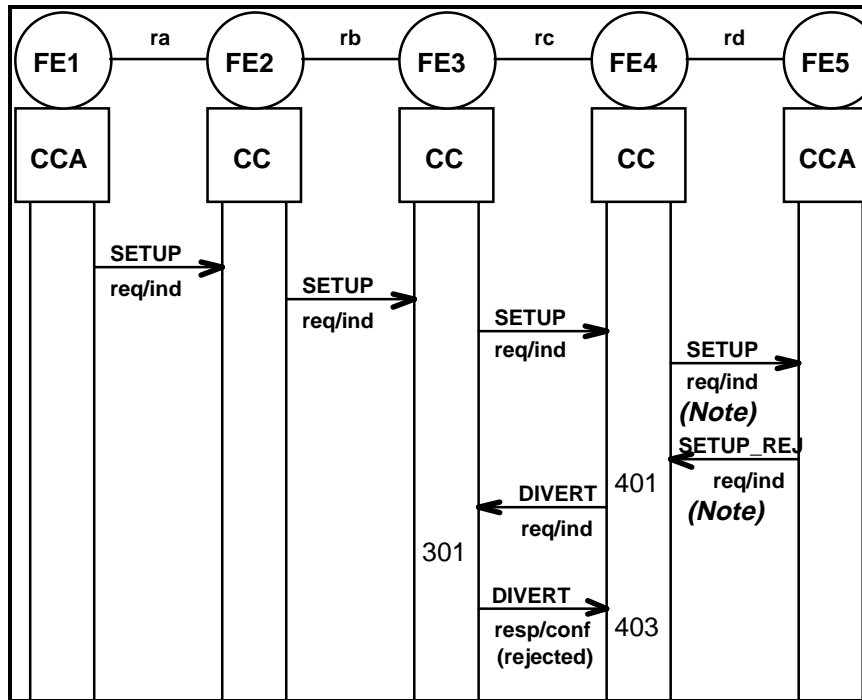 ra rb rc rd
FE1 FE2 FE3 FE4 FE5
CCA CC CC CC CCA
SETUP
req/ind
SETUP
req/ind
SETUP
req/ind
SETUP
req/ind
(Note)
SETUP_REJ
req/ind
(Note)
401
DIVERT
req/ind
301
DIVERT
resp/conf
(rejected)
403